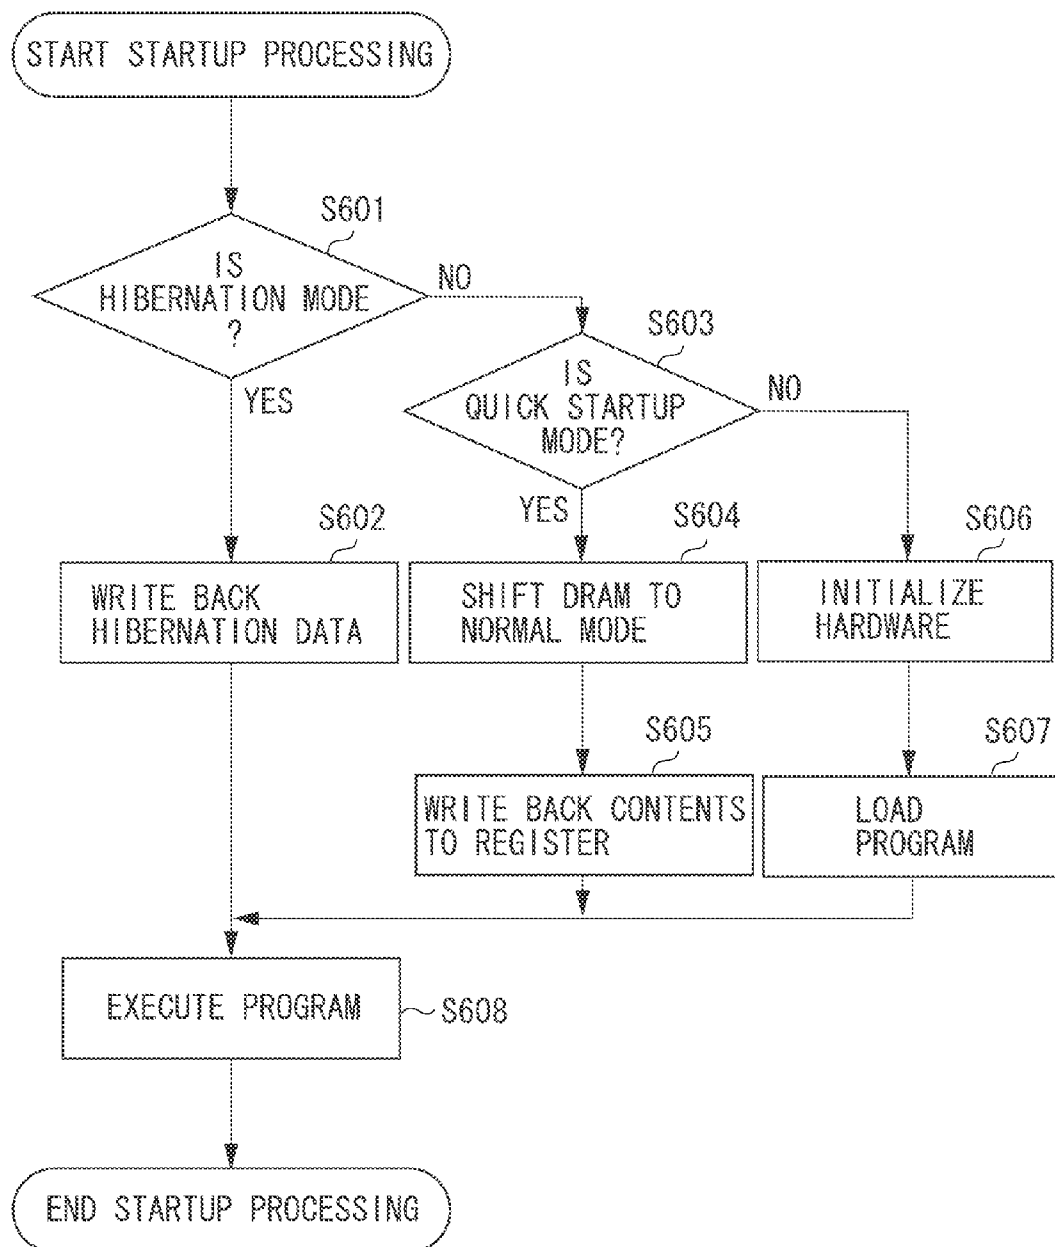 START STARTUP PROCESSING
S601
IS
HIBERNATION MODE
?
NO
YES
S603
IS
QUICK STARTUP
MODE?
NO
YES
S602
WRITE BACK
HIBERNATION DATA
S604
SHIFT DRAM TO
NORMAL MODE
S606
INITIALIZE
HARDWARE
S605
WRITE BACK CONTENTS
TO REGISTER
S607
LOAD
PROGRAM
EXECUTE PROGRAM
S608
END STARTUP PROCESSING